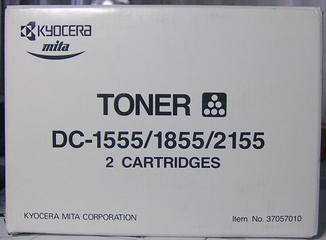 KYOCERA
mita
TONER
DC-1555/1855/2155
2 CARTRIDGES
KYOCERA MITA CORPORATION Item No. 37057010